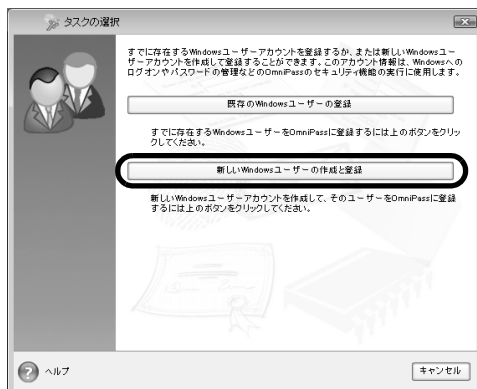 タスクの選択
すでに存在するWindowsユーザーアカウントを登録するか、または新しいWindowsユー
ザーアカウントを作成して登録することができます。このアカウント情報は、Windowsへの
ログオンやパスワードの管理などのOmniPassのセキュリティ機能の実行に使用します。
既存のWindowsユーザーの登録
すでに存在するWindowsユーザーをOmniPassに登録するには上のボタンをクリッ
クしてください。
新しいWindowsユーザーの作成と登録
新しいWindowsユーザーアカウントを作成して、そのユーザーをOmniPassに登録
するには上のボタンをクリックしてください。
ヘルプ
キャンセル